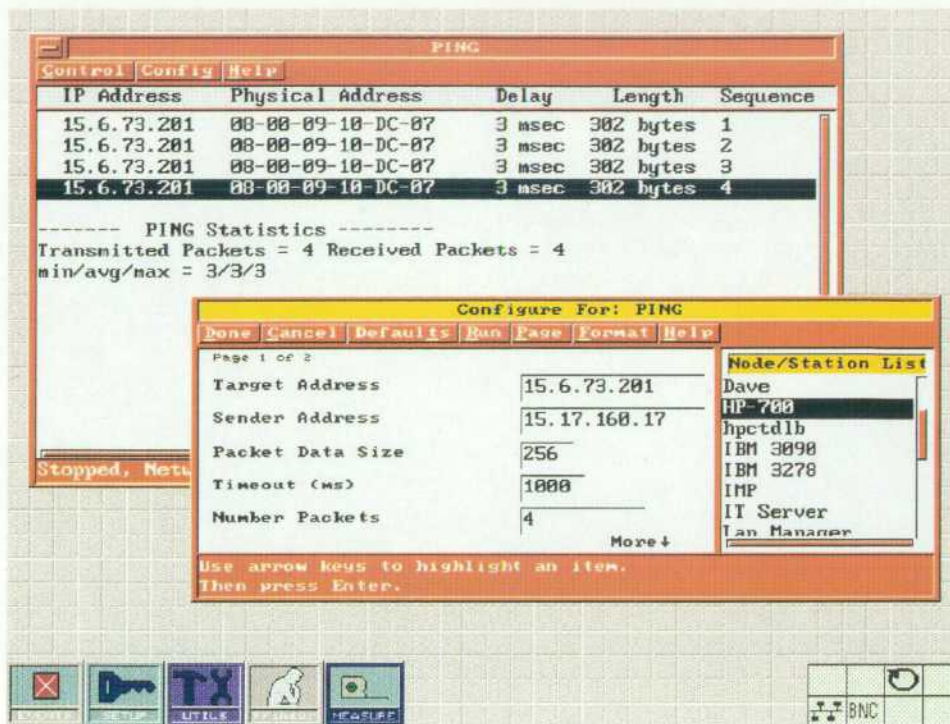 PING
Control Config Help
IP Address Physical Address Delay Length Sequence
15.6.73.201 08-00-09-10-DC-07 3 msec 302 bytes 1
15.6.73.201 08-00-09-10-DC-07 3 msec 302 bytes 2
15.6.73.201 08-00-09-10-DC-07 3 msec 302 bytes 3
15.6.73.201 08-00-09-10-DC-07 3 msec 302 bytes 4
------- PING Statistics --------
Transmitted Packets = 4 Received Packets = 4
min/avg/max = 3/3/3
Stopped, Netw
Configure For: PING
Done Cancel Defaults Run Page Format Help
Page 1 of 2
Target Address 15.6.73.201
Sender Address 15.17.160.17
Packet Data Size 256
Timeout (ms) 1000
Number Packets 4
More↓
Node/Station List
Dave
HP-700
hpctdlb
IBM 3090
IBM 3278
IMP
IT Server
Lan Manager
Use arrow keys to highlight an item.
Then press Enter.
SETUP
UTILS
MEASURE
BNC